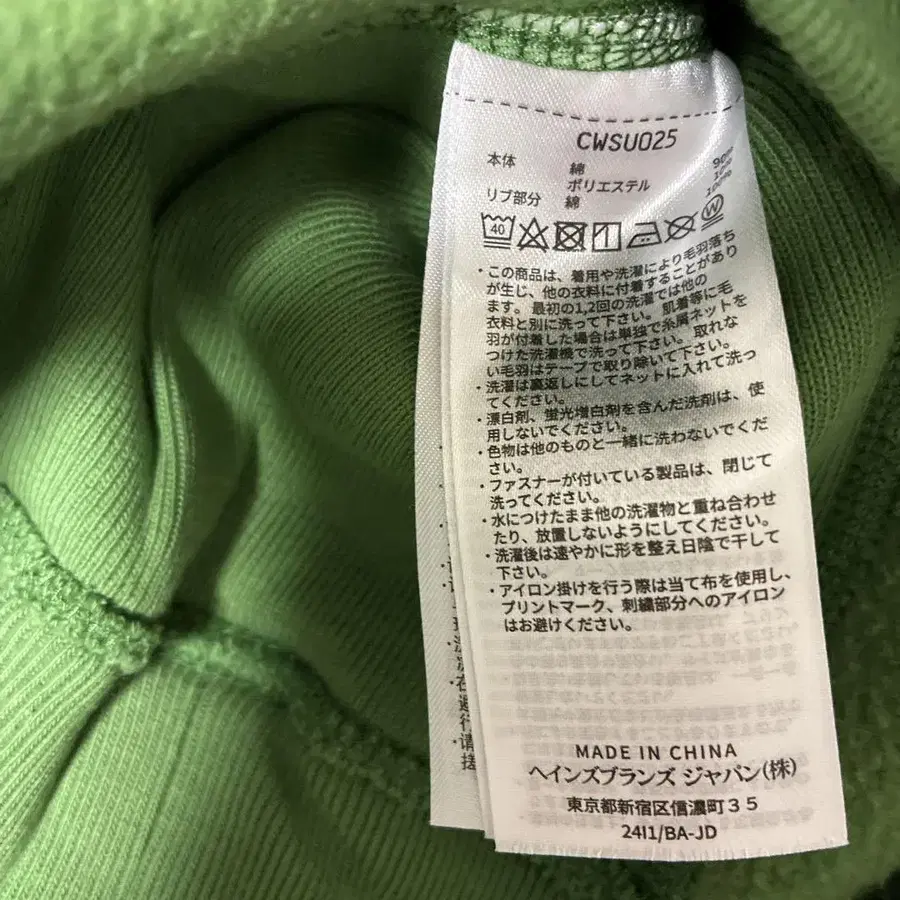 CWSU025
本体 綿 90%
ポリエステル 10%
リブ部分 綿 100%
40
W
・この商品は、着用や洗濯により毛羽落ち
が生じ、他の衣料に付着することがあり
ます。最初の1,2回の洗濯では他の
衣料と別に洗って下さい。肌着等に毛
羽が付着した場合は単独で糸屑ネットを
つけた洗濯機で洗って下さい。取れな
い毛羽はテープで取り除いて下さい。
・洗濯は裏返しにしてネットに入れて洗っ
てください。
・漂白剤、蛍光増白剤を含んだ洗剤は、使
用しないでください。
・色物は他のものと一緒に洗わないでくだ
さい。
・ファスナーが付いている製品は、閉じて
洗ってください。
・水につけたまま他の洗濯物と重ね合わせ
たり、放置しないようにしてください。
・洗濯後は速やかに形を整え日陰で干して
下さい。
・アイロン掛けを行う際は当て布を使用し、
プリントマーク、刺繍部分へのアイロン
はお避けください。
MADE IN CHINA
ヘインズブランズ ジャパン(株)
東京都新宿区信濃町35
24I1/BA-JD